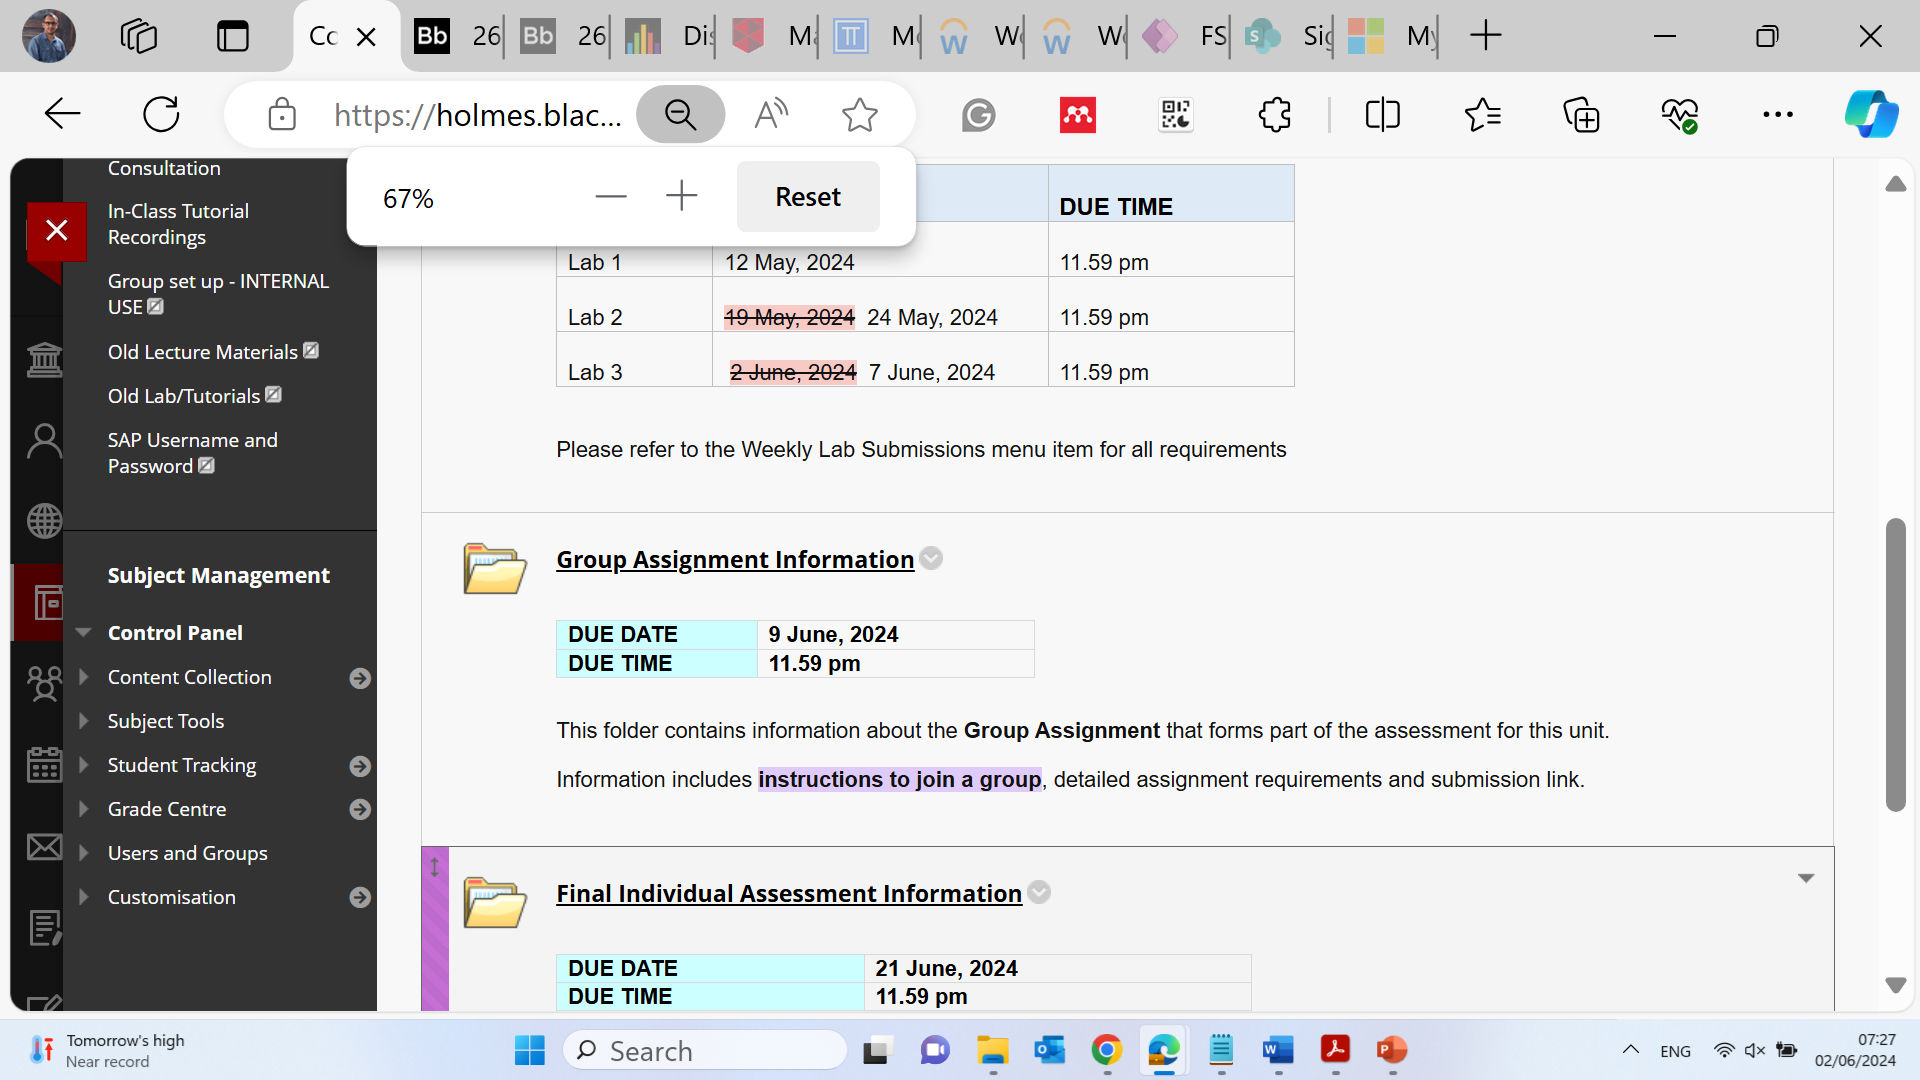 Co
Bb 26
Bb 26
Dis
Ma
Mo
Wo
Wo
FS
Sig
My
https://holmes.blac...
67%
Reset
Consultation
In-Class Tutorial
Recordings
Group set up - INTERNAL
USE
Old Lecture Materials
Old Lab/Tutorials
SAP Username and
Password
Subject Management
Control Panel
Content Collection
Subject Tools
Student Tracking
Grade Centre
Users and Groups
Customisation
DUE TIME
Lab 1 12 May, 2024 11.59 pm
Lab 2 19 May, 2024 24 May, 2024 11.59 pm
Lab 3 2 June, 2024 7 June, 2024 11.59 pm
Please refer to the Weekly Lab Submissions menu item for all requirements
Group Assignment Information
DUE DATE 9 June, 2024
DUE TIME 11.59 pm
This folder contains information about the Group Assignment that forms part of the assessment for this unit.
Information includes instructions to join a group, detailed assignment requirements and submission link.
Final Individual Assessment Information
DUE DATE 21 June, 2024
DUE TIME 11.59 pm
Tomorrow's high
Near record
Search
ENG
07:27
02/06/2024